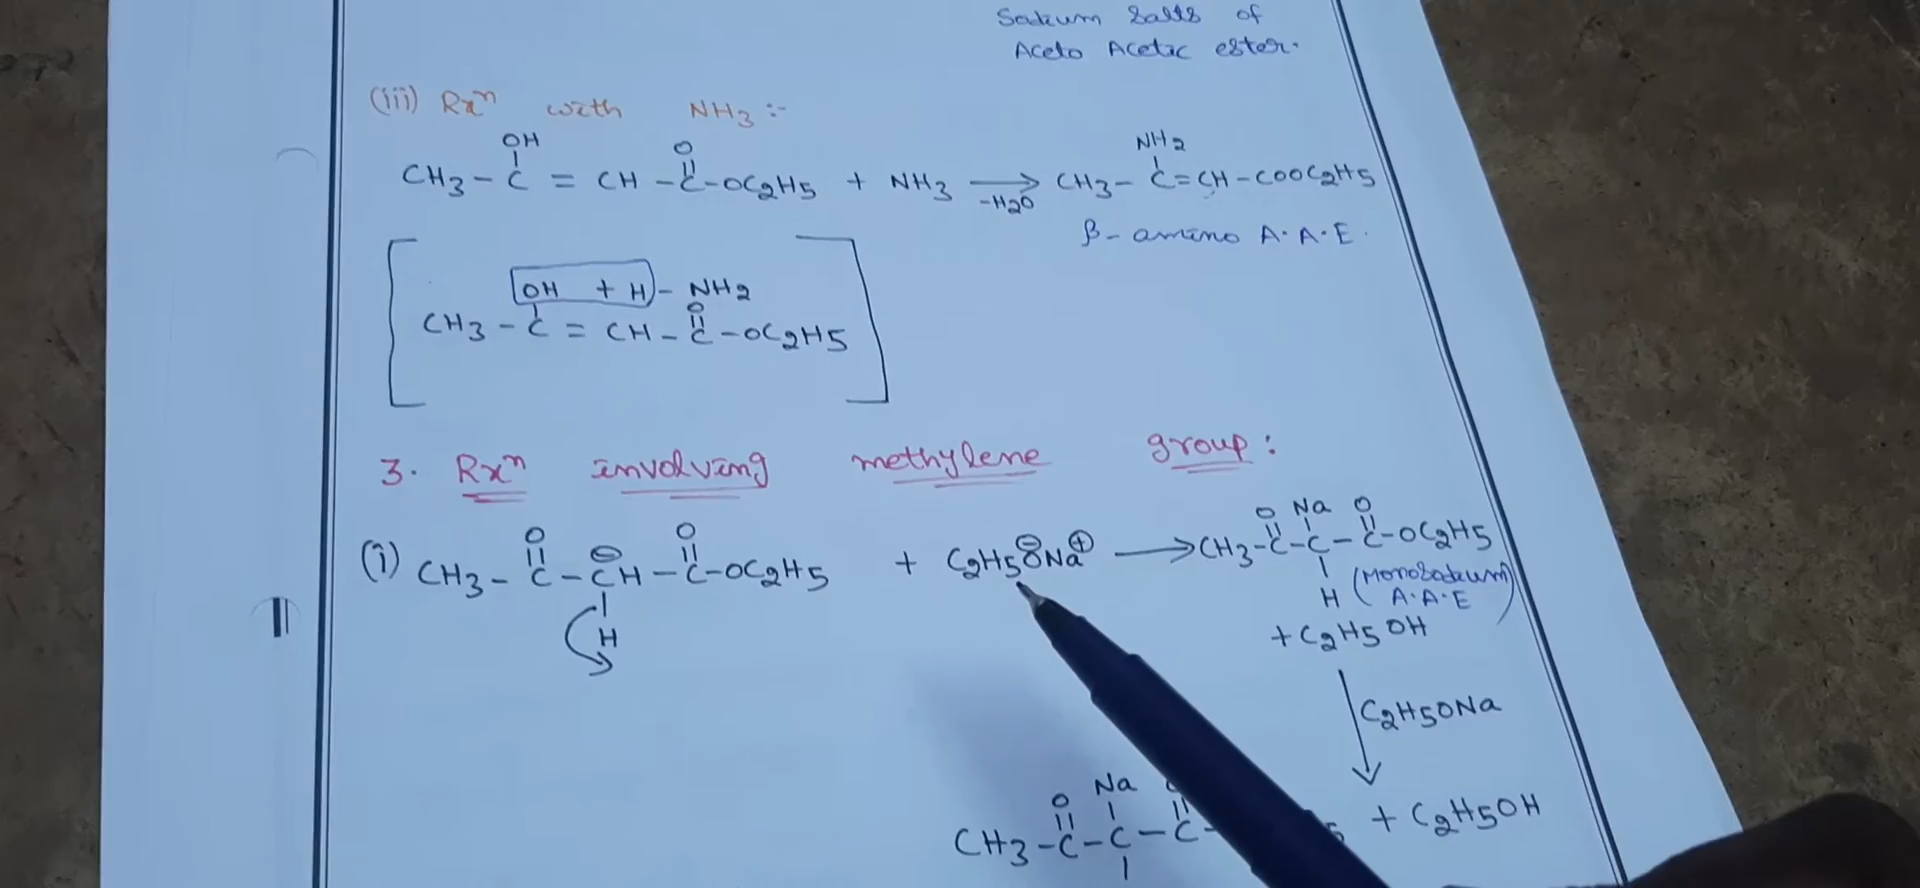 Sodium Salts of
Aceto Acetic ester.
(iii) Rxⁿ with NH3 :-
OH O NH2
CH3 - C = CH - C - OC2H5 + NH3 → CH3 - C = CH - COOC2H5
-H2O
β- amino A.A.E.
OH + H - NH2
O
CH3 - C = CH - C - OC2H5
3. Rxⁿ involving methylene group :
O O O Na O
(i) CH3 - C - CH - C - OC2H5 + C2H5O⊖Na⊕ → CH3 - C - C - C - OC2H5
⊖
H H (Monosodium
A.A.E)
+ C2H5OH
C2H5ONa
O Na
CH3 - C - C - C - + C2H5OH